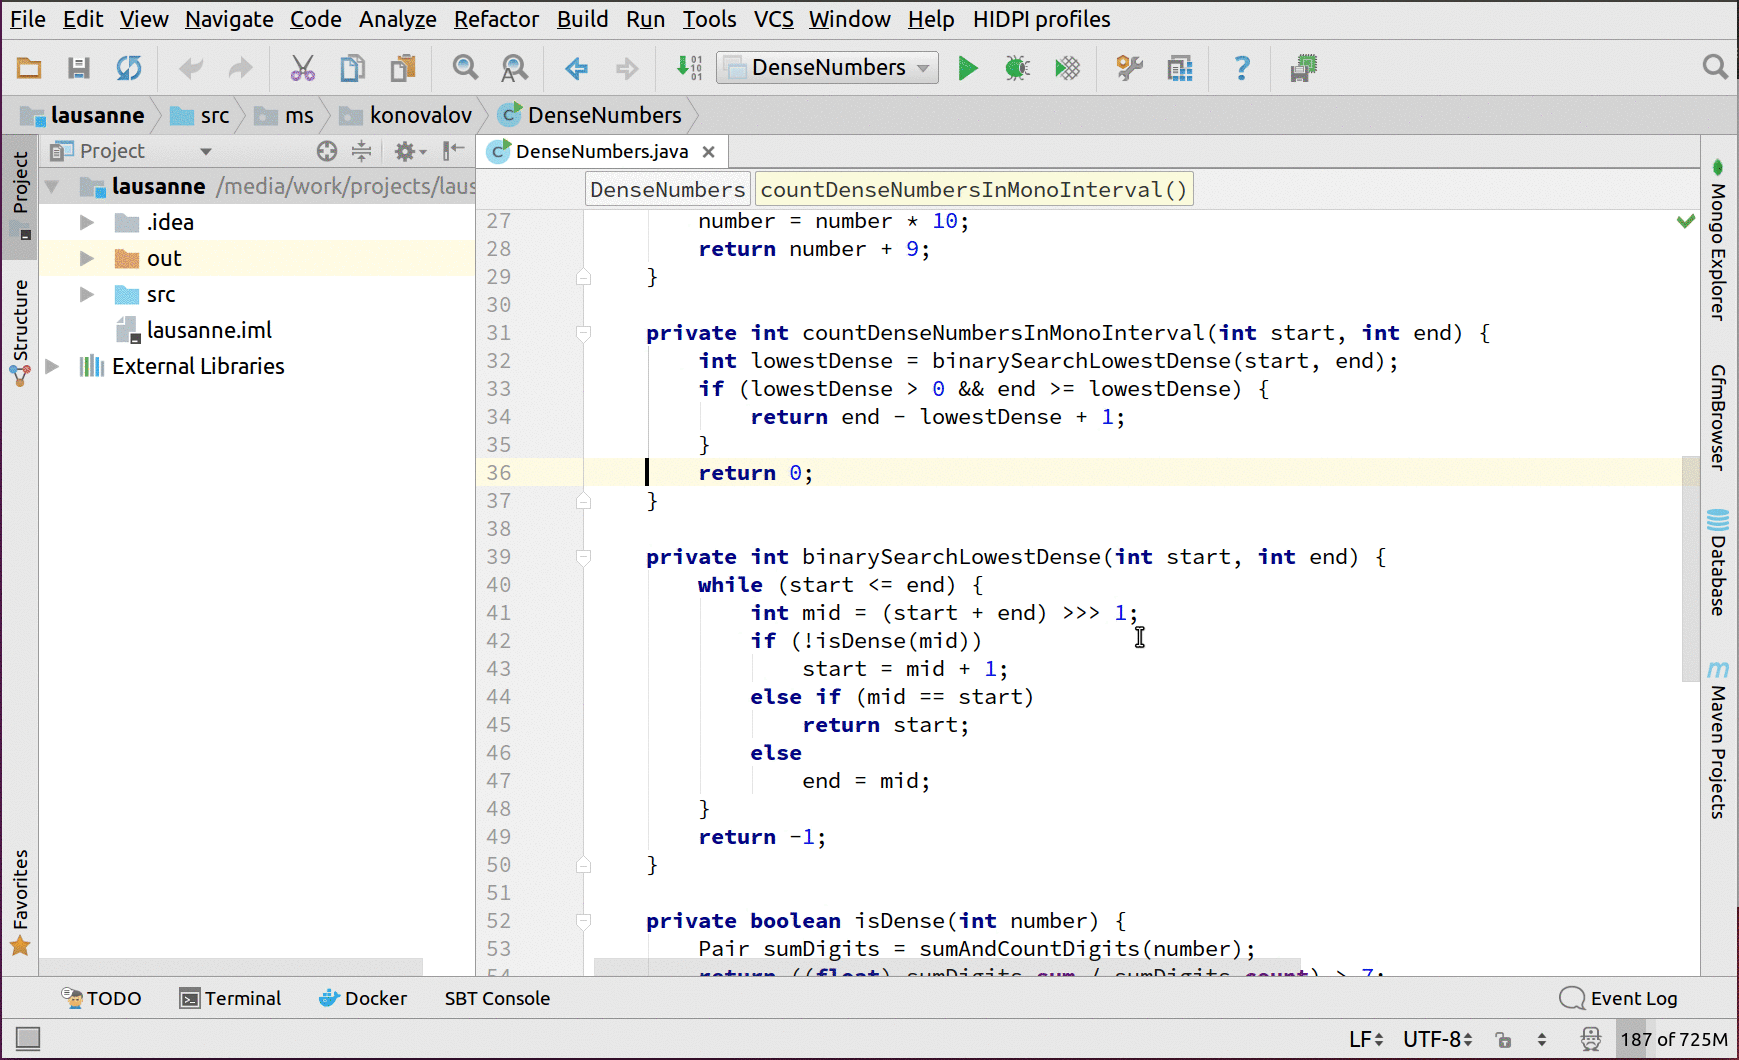 File Edit View Navigate Code Analyze Refactor Build Run Tools VCS Window Help HIDPI profiles
DenseNumbers
lausanne src ms konovalov DenseNumbers
Project
DenseNumbers.java
lausanne /media/work/projects/laus
.idea
out
src
lausanne.iml
External Libraries
Project
Structure
Favorites
DenseNumbers countDenseNumbersInMonoInterval()
27 number = number * 10;
28 return number + 9;
29 }
30
31 private int countDenseNumbersInMonoInterval(int start, int end) {
32 int lowestDense = binarySearchLowestDense(start, end);
33 if (lowestDense > 0 && end >= lowestDense) {
34 return end - lowestDense + 1;
35 }
36 return 0;
37 }
38
39 private int binarySearchLowestDense(int start, int end) {
40 while (start <= end) {
41 int mid = (start + end) >>> 1;
42 if (!isDense(mid))
43 start = mid + 1;
44 else if (mid == start)
45 return start;
46 else
47 end = mid;
48 }
49 return -1;
50 }
51
52 private boolean isDense(int number) {
53 Pair sumDigits = sumAndCountDigits(number);
54 return ((float) sumDigits.sum / sumDigits.count) > 7;
Mongo Explorer
GfmBrowser
Database
Maven Projects
TODO Terminal Docker SBT Console Event Log
LF UTF-8 187 of 725M